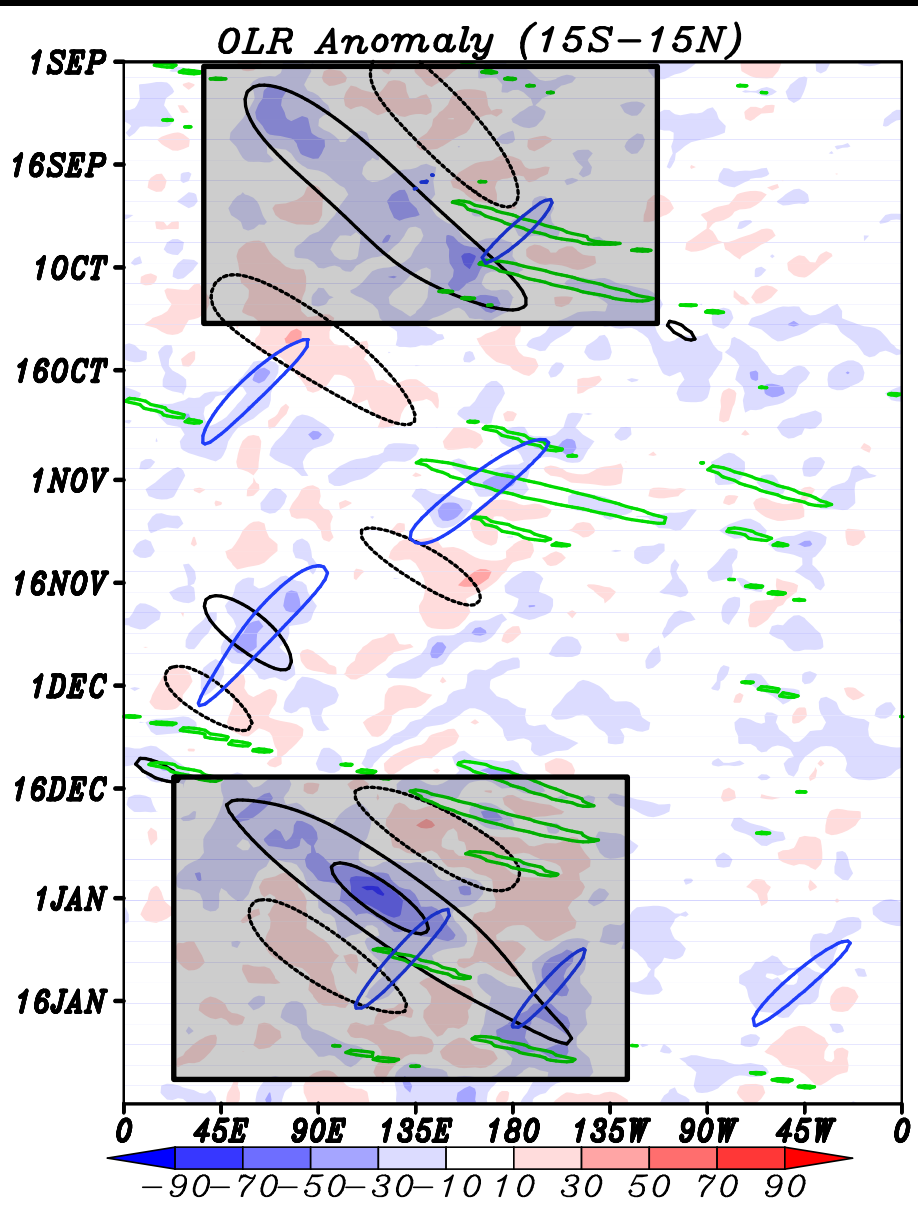 OLR Anomaly (15S-15N)
1SEP
16SEP
1OCT
16OCT
1NOV
16NOV
1DEC
16DEC
1JAN
16JAN
0 45E 90E 135E 180 135W 90W 45W 0
-90 -70 -50 -30 -10 10 30 50 70 90